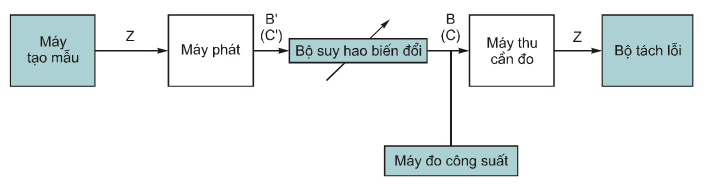 Máy
tạo mẫu
Z
Máy phát
B'
(C')
Bộ suy hao biến đổi
B
(C)
Máy thu
cần đo
Z
Bộ tách lỗi
Máy đo công suất